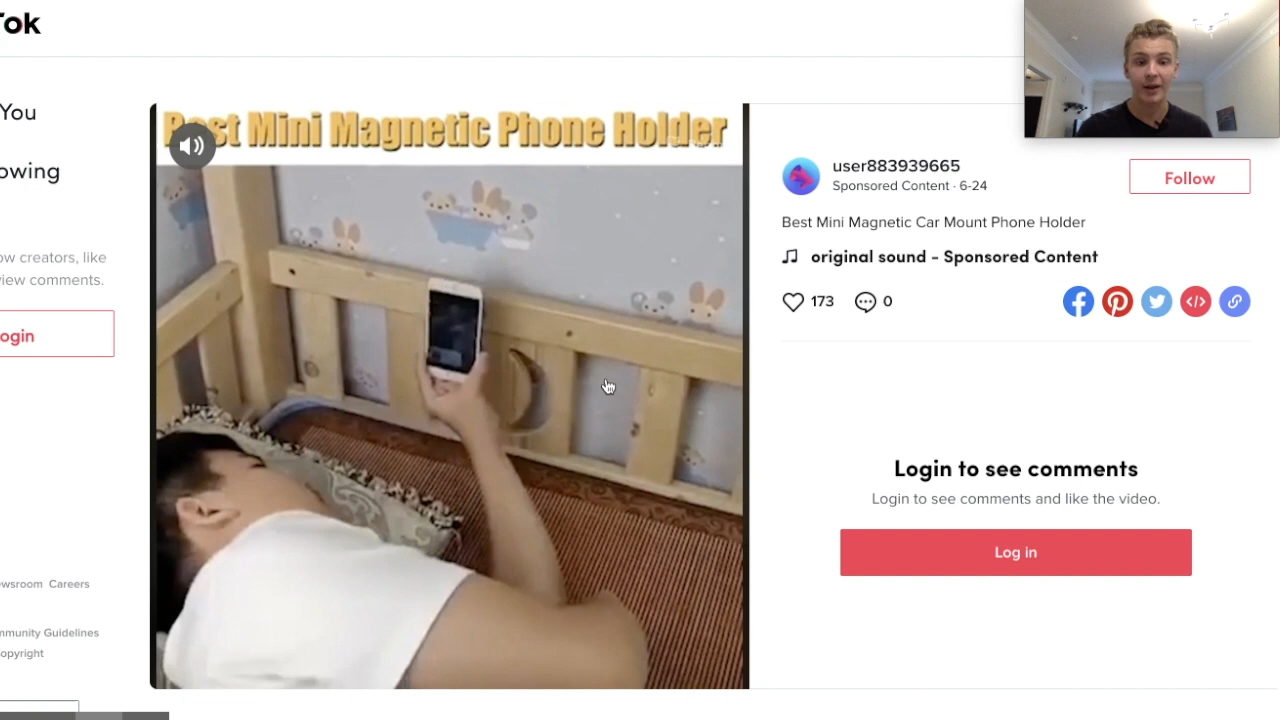 Tok
You
owing
ow creators, like
view comments.
ogin
wsroom Careers
mmunity Guidelines
opyright
Best Mini Magnetic Phone Holder
user883939665
Sponsored Content · 6-24
Follow
Best Mini Magnetic Car Mount Phone Holder
original sound - Sponsored Content
173
0
Login to see comments
Login to see comments and like the video.
Log in